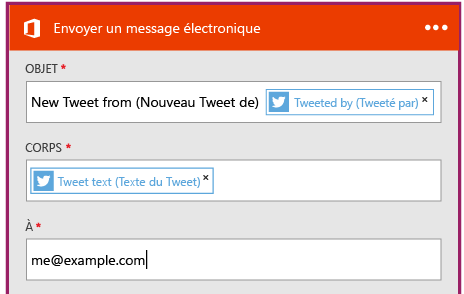 Envoyer un message électronique
OBJET *
New Tweet from (Nouveau Tweet de) Tweeted by (Tweeté par) ×
CORPS *
Tweet text (Texte du Tweet) ×
À *
me@example.com